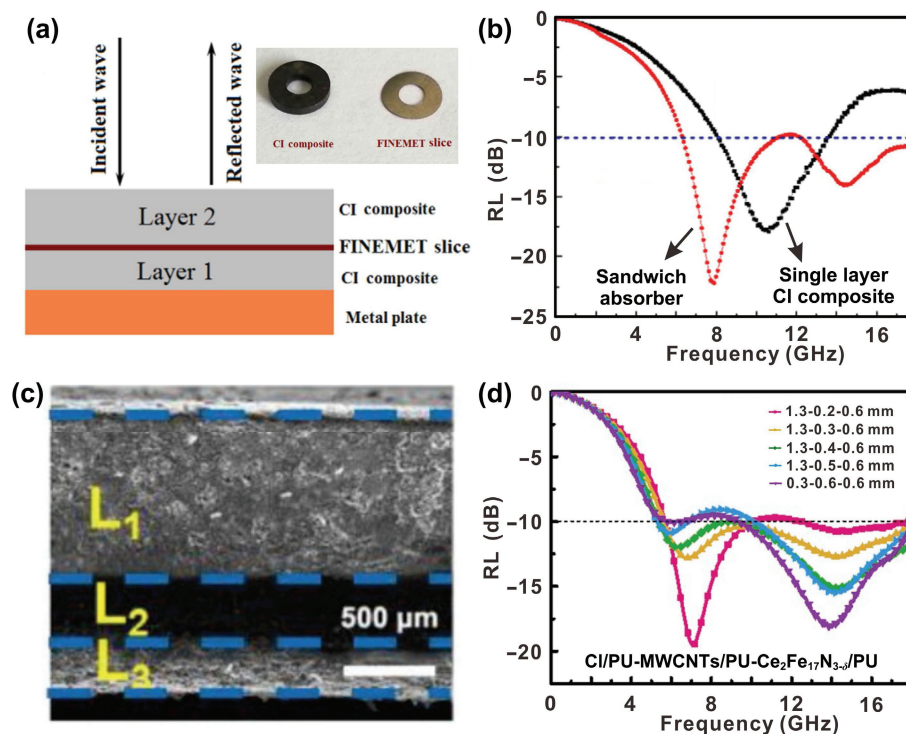 (a)
Incident wave
Reflected wave
CI composite
FINEMET slice
Layer 2
CI composite
FINEMET slice
Layer 1
CI composite
Metal plate
(b)
0
−5
−10
−15
−20
−25
RL (dB)
Sandwich
absorber
Single layer
CI composite
0 4 8 12 16
Frequency (GHz)
(c)
L₁
L₂
500 μm
L₃
(d)
0
−5
−10
−15
−20
RL (dB)
1.3-0.2-0.6 mm
1.3-0.3-0.6 mm
1.3-0.4-0.6 mm
1.3-0.5-0.6 mm
0.3-0.6-0.6 mm
CI/PU-MWCNTs/PU-Ce₂Fe₁₇N₃₋δ/PU
0 4 8 12 16
Frequency (GHz)